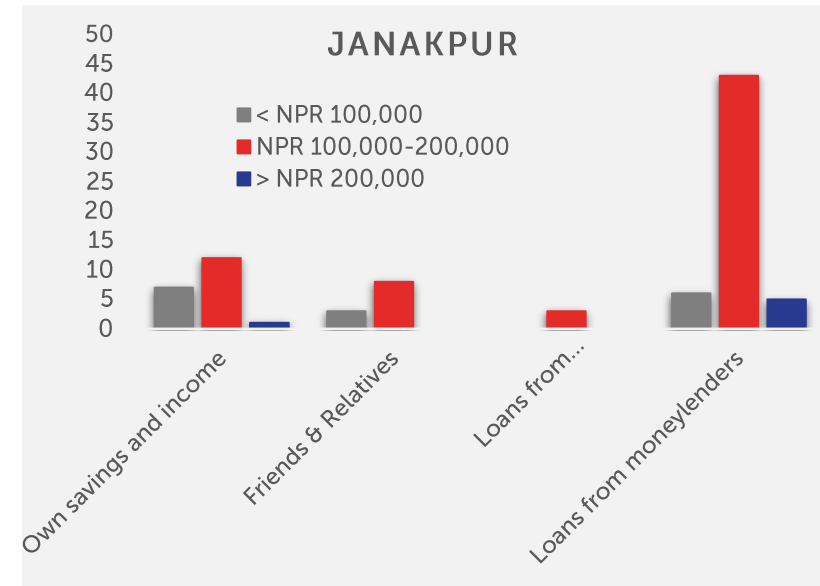 JANAKPUR
50
45
40
35
30
25
20
15
10
5
0
< NPR 100,000
NPR 100,000-200,000
> NPR 200,000
Own savings and income
Friends & Relatives
Loans from...
Loans from moneylenders